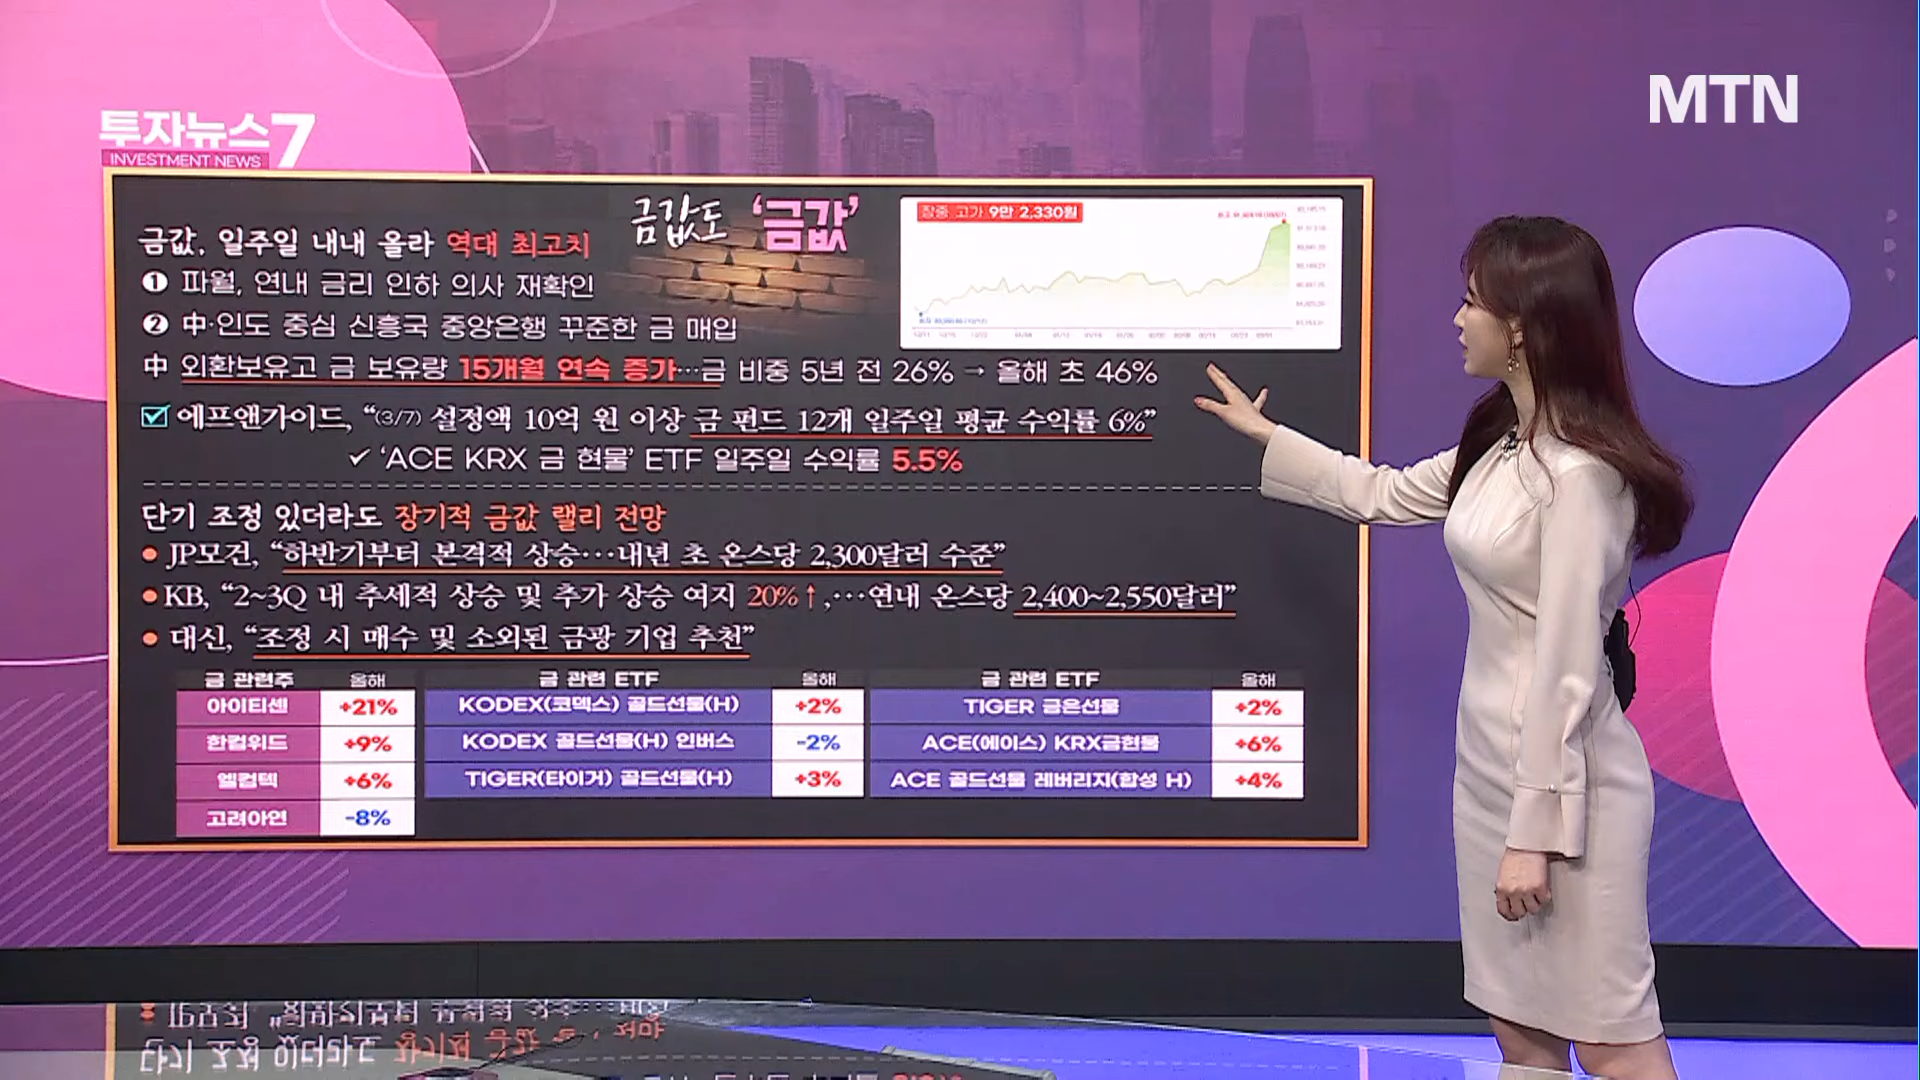 MTN
투자뉴스7
INVESTMENT NEWS
금값도 ‘금값’
장중 고가 9만 2,330원
금값, 일주일 내내 올라 역대 최고치
❶ 파월, 연내 금리 인하 의사 재확인
❷ 中·인도 중심 신흥국 중앙은행 꾸준한 금 매입
中 외환보유고 금 보유량 15개월 연속 증가…금 비중 5년 전 26% → 올해 초 46%
☑ 에프앤가이드, “(3/7) 설정액 10억 원 이상 금 펀드 12개 일주일 평균 수익률 6%”
✓ ‘ACE KRX 금 현물’ ETF 일주일 수익률 5.5%
단기 조정 있더라도 장기적 금값 랠리 전망
• JP모건, “하반기부터 본격적 상승…내년 초 온스당 2,300달러 수준”
• KB, “2~3Q 내 추세적 상승 및 추가 상승 여지 20%↑,…연내 온스당 2,400~2,550달러”
• 대신, “조정 시 매수 및 소외된 금광 기업 추천”
금 관련주 올해 금 관련 ETF 올해 금 관련 ETF 올해
아이티센 +21% KODEX(코덱스) 골드선물(H) +2% TIGER 금은선물 +2%
한컴위드 +9% KODEX 골드선물(H) 인버스 -2% ACE(에이스) KRX금현물 +6%
엘컴텍 +6% TIGER(타이거) 골드선물(H) +3% ACE 골드선물 레버리지(합성 H) +4%
고려아연 -8%